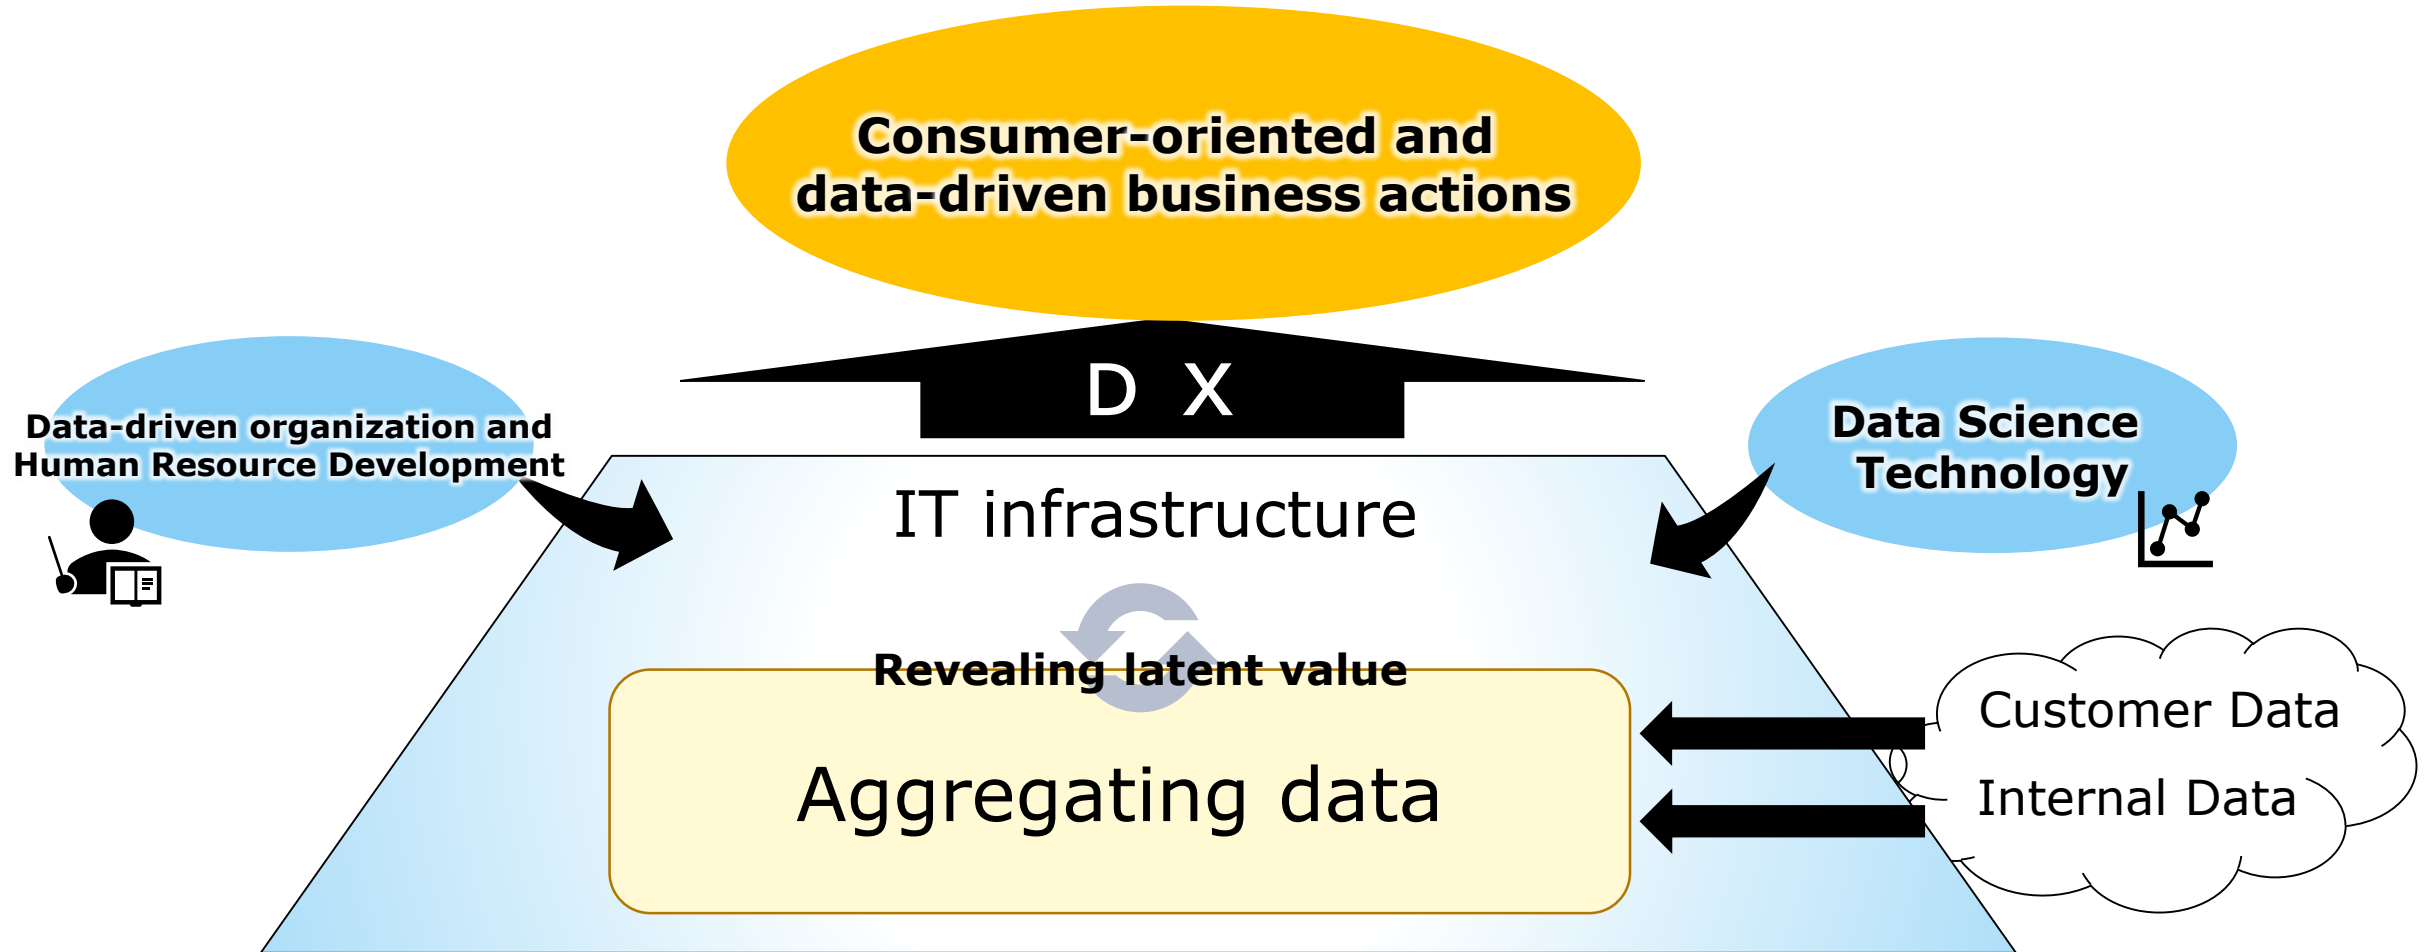 Consumer-oriented and
data-driven business actions
D X
Data-driven organization and
Human Resource Development
Data Science
Technology
IT infrastructure
Revealing latent value
Aggregating data
Customer Data
Internal Data